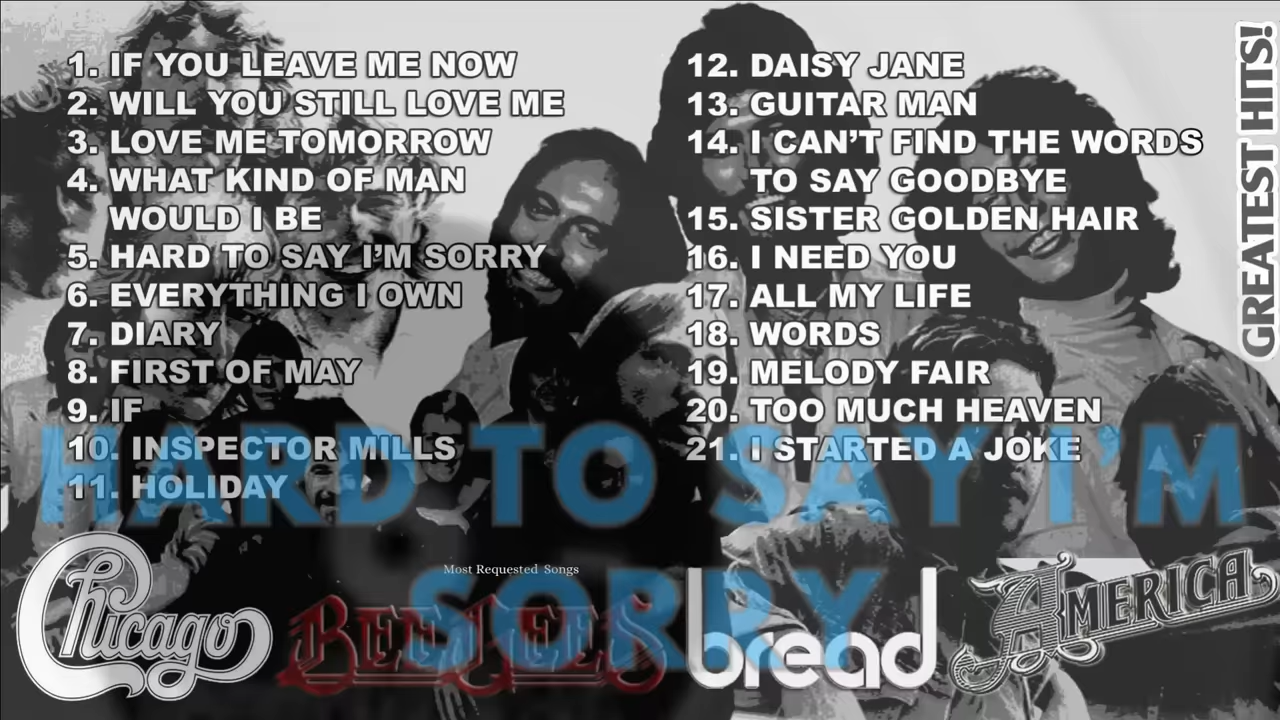 1. IF YOU LEAVE ME NOW
2. WILL YOU STILL LOVE ME
3. LOVE ME TOMORROW
4. WHAT KIND OF MAN
WOULD I BE
5. HARD TO SAY I'M SORRY
6. EVERYTHING I OWN
7. DIARY
8. FIRST OF MAY
9. IF
10. INSPECTOR MILLS
11. HOLIDAY
12. DAISY JANE
13. GUITAR MAN
14. I CAN'T FIND THE WORDS
TO SAY GOODBYE
15. SISTER GOLDEN HAIR
16. I NEED YOU
17. ALL MY LIFE
18. WORDS
19. MELODY FAIR
20. TOO MUCH HEAVEN
21. I STARTED A JOKE
GREATEST HITS!
HARD TO SAY I'M
SORRY
Most Requested Songs
Chicago
BEE GEES
bread
AMERICA